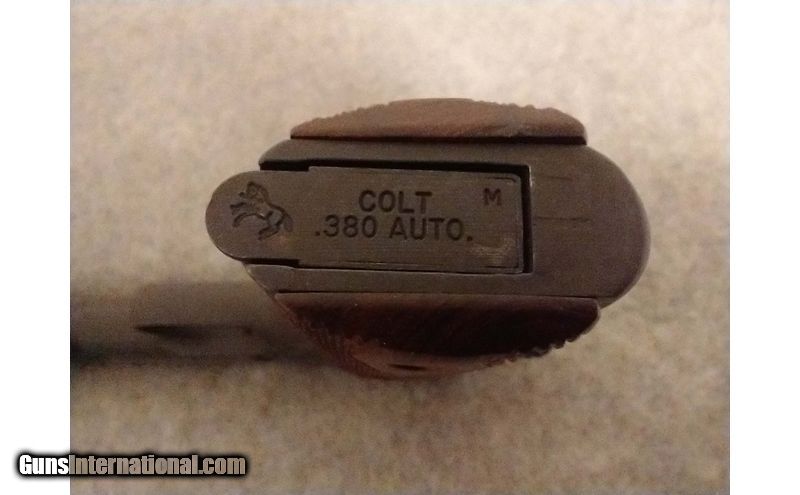 COLT M
.380 AUTO.
GunsInternational.com